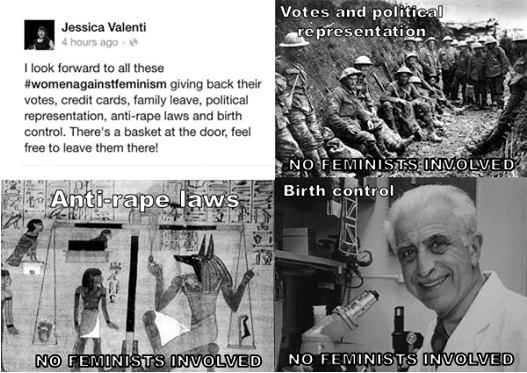 Jessica Valenti
4 hours ago ·
I look forward to all these
#womenagainstfeminism giving back their
votes, credit cards, family leave, political
representation, anti-rape laws and birth
control. There's a basket at the door, feel
free to leave them there!
Votes and political
representation
NO FEMINISTS INVOLVED
Anti-rape laws
NO FEMINISTS INVOLVED
Birth control
NO FEMINISTS INVOLVED